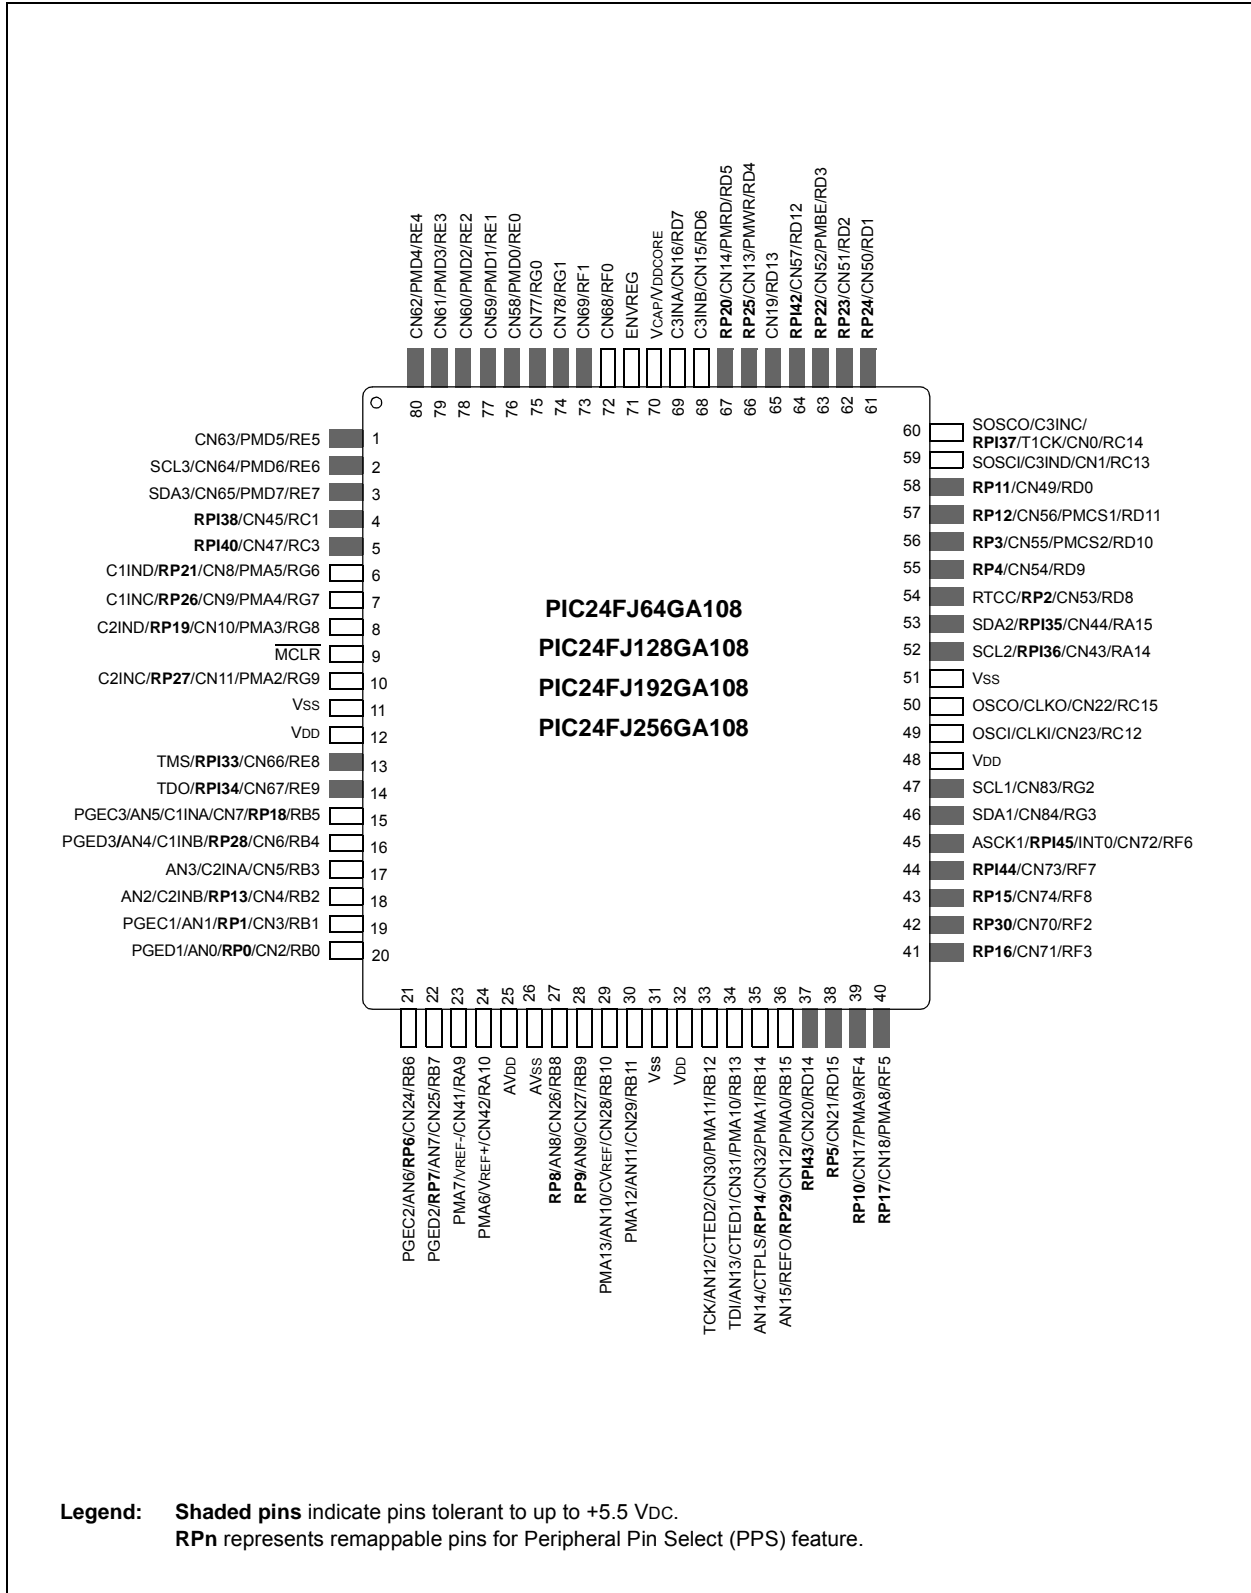 CN62/PMD4/RE4
CN61/PMD3/RE3
CN60/PMD2/RE2
CN59/PMD1/RE1
CN58/PMD0/RE0
CN77/RG0
CN78/RG1
CN69/RF1
CN68/RF0
ENVREG
VCAP/VDDCORE
C3INA/CN16/RD7
C3INB/CN15/RD6
RP20/CN14/PMRD/RD5
RP25/CN13/PMWR/RD4
CN19/RD13
RPI42/CN57/RD12
RP22/CN52/PMBE/RD3
RP23/CN51/RD2
RP24/CN50/RD1
80
79
78
77
76
75
74
73
72
71
70
69
68
67
66
65
64
63
62
61
CN63/PMD5/RE5 1
SCL3/CN64/PMD6/RE6 2
SDA3/CN65/PMD7/RE7 3
RPI38/CN45/RC1 4
RPI40/CN47/RC3 5
C1IND/RP21/CN8/PMA5/RG6 6
C1INC/RP26/CN9/PMA4/RG7 7
C2IND/RP19/CN10/PMA3/RG8 8
MCLR 9
C2INC/RP27/CN11/PMA2/RG9 10
VSS 11
VDD 12
TMS/RPI33/CN66/RE8 13
TDO/RPI34/CN67/RE9 14
PGEC3/AN5/C1INA/CN7/RP18/RB5 15
PGED3/AN4/C1INB/RP28/CN6/RB4 16
AN3/C2INA/CN5/RB3 17
AN2/C2INB/RP13/CN4/RB2 18
PGEC1/AN1/RP1/CN3/RB1 19
PGED1/AN0/RP0/CN2/RB0 20
PIC24FJ64GA108
PIC24FJ128GA108
PIC24FJ192GA108
PIC24FJ256GA108
60 SOSCO/C3INC/
RPI37/T1CK/CN0/RC14
59 SOSCI/C3IND/CN1/RC13
58 RP11/CN49/RD0
57 RP12/CN56/PMCS1/RD11
56 RP3/CN55/PMCS2/RD10
55 RP4/CN54/RD9
54 RTCC/RP2/CN53/RD8
53 SDA2/RPI35/CN44/RA15
52 SCL2/RPI36/CN43/RA14
51 VSS
50 OSCO/CLKO/CN22/RC15
49 OSCI/CLKI/CN23/RC12
48 VDD
47 SCL1/CN83/RG2
46 SDA1/CN84/RG3
45 ASCK1/RPI45/INT0/CN72/RF6
44 RPI44/CN73/RF7
43 RP15/CN74/RF8
42 RP30/CN70/RF2
41 RP16/CN71/RF3
21
22
23
24
25
26
27
28
29
30
31
32
33
34
35
36
37
38
39
40
PGEC2/AN6/RP6/CN24/RB6
PGED2/RP7/AN7/CN25/RB7
PMA7/VREF-/CN41/RA9
PMA6/VREF+/CN42/RA10
AVDD
AVSS
RP8/AN8/CN26/RB8
RP9/AN9/CN27/RB9
PMA13/AN10/CVREF/CN28/RB10
PMA12/AN11/CN29/RB11
VSS
VDD
TCK/AN12/CTED2/CN30/PMA11/RB12
TDI/AN13/CTED1/CN31/PMA10/RB13
AN14/CTPLS/RP14/CN32/PMA1/RB14
AN15/REFO/RP29/CN12/PMA0/RB15
RPI43/CN20/RD14
RP5/CN21/RD15
RP10/CN17/PMA9/RF4
RP17/CN18/PMA8/RF5
Legend: Shaded pins indicate pins tolerant to up to +5.5 VDC.
RPn represents remappable pins for Peripheral Pin Select (PPS) feature.